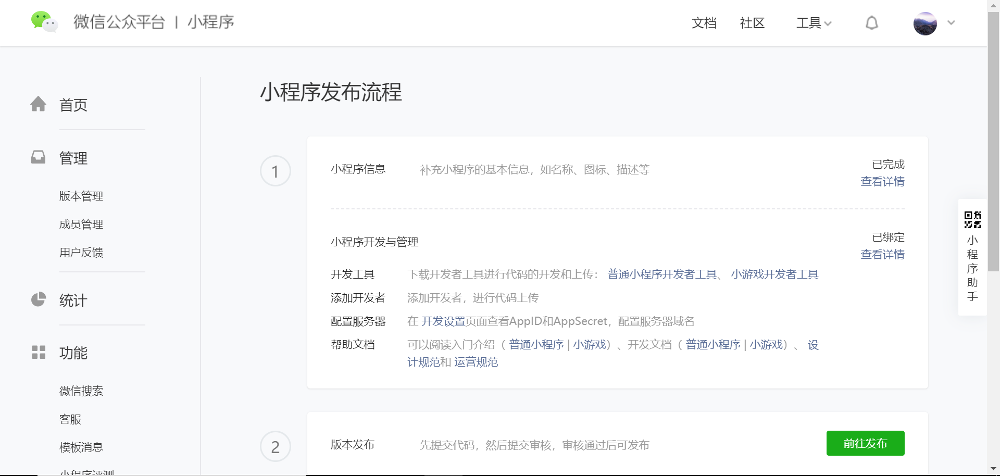 微信公众平台 | 小程序
文档
社区
工具
首页
管理
版本管理
成员管理
用户反馈
统计
功能
微信搜索
客服
模板消息
小程序评测
小程序发布流程
1
小程序信息
补充小程序的基本信息，如名称、图标、描述等
已完成
查看详情
小程序开发与管理
已绑定
查看详情
开发工具 下载开发者工具进行代码的开发和上传： 普通小程序开发者工具、 小游戏开发者工具
添加开发者 添加开发者，进行代码上传
配置服务器 在 开发设置页面查看AppID和AppSecret，配置服务器域名
帮助文档 可以阅读入门介绍（ 普通小程序 | 小游戏）、开发文档（ 普通小程序 | 小游戏）、 设
计规范和 运营规范
2
版本发布
先提交代码，然后提交审核，审核通过后可发布
前往发布
小
程
序
助
手